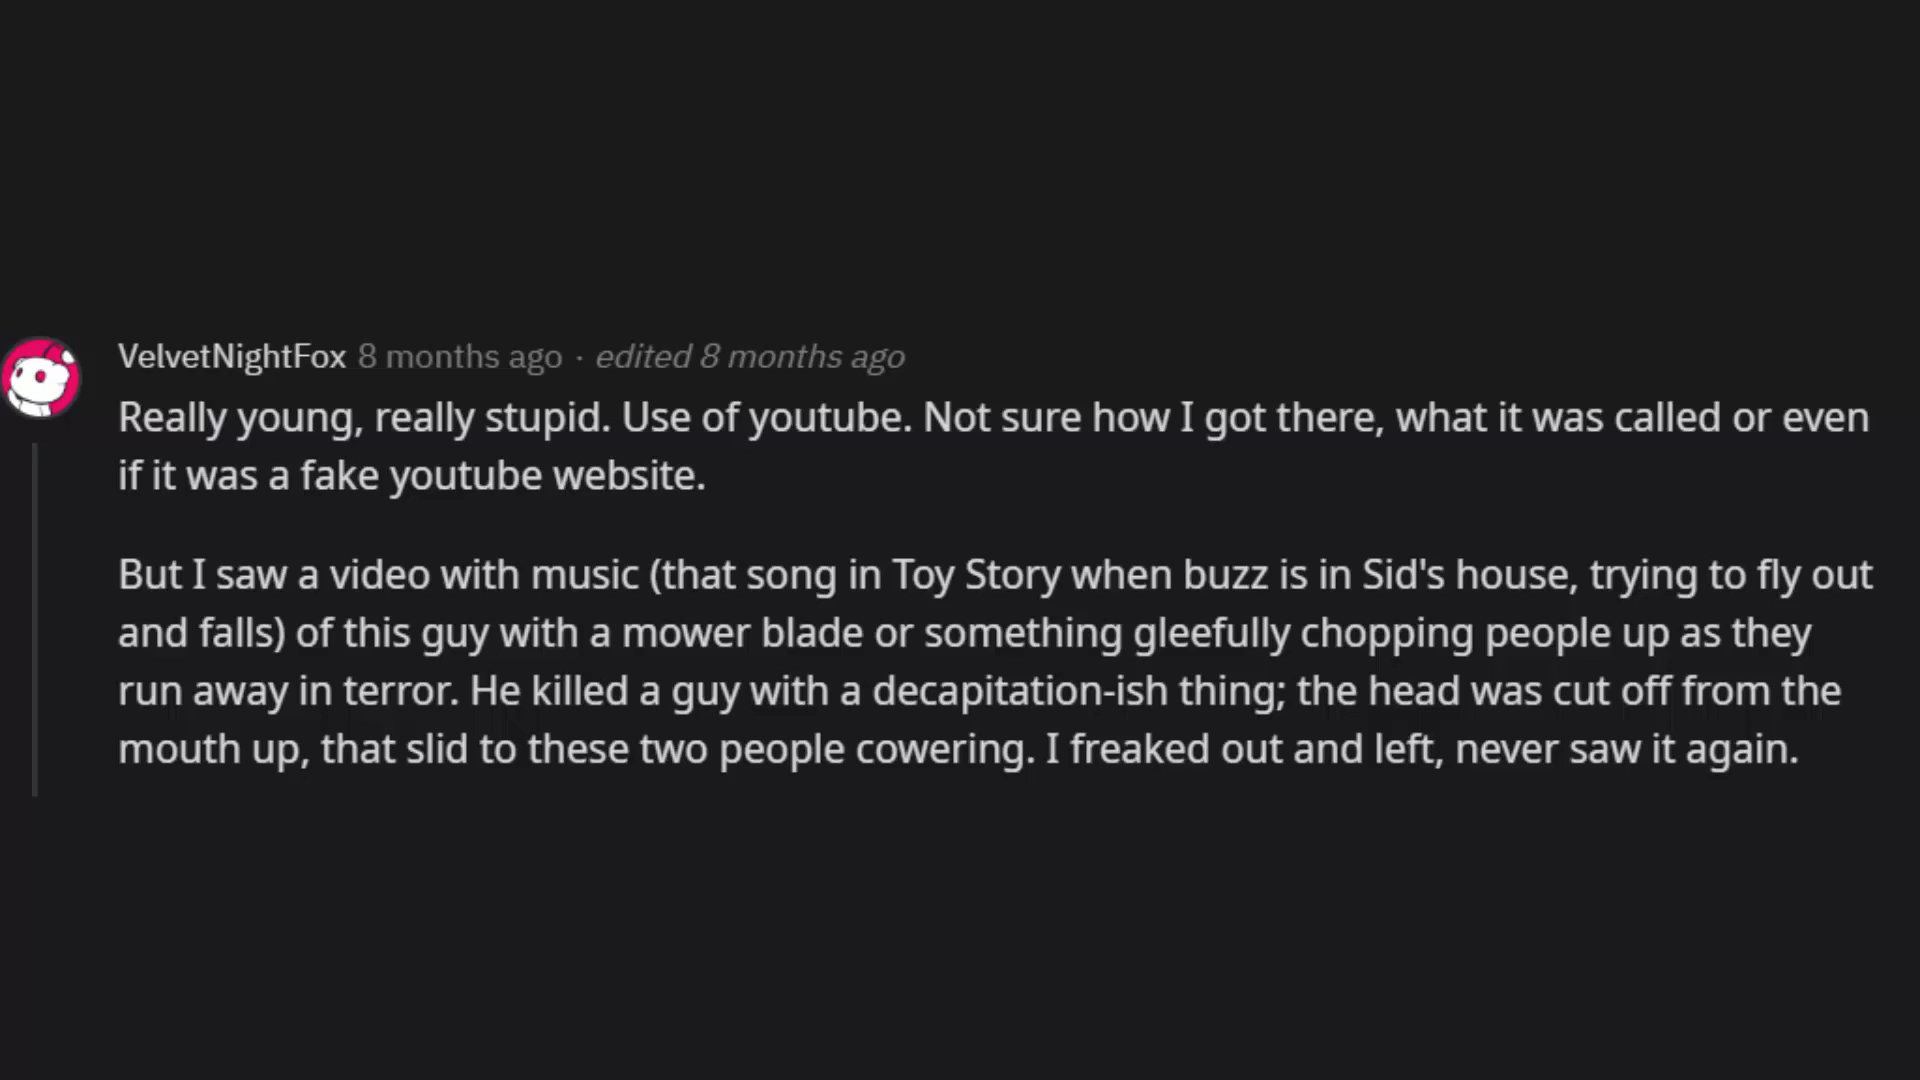 VelvetNightFox 8 months ago · edited 8 months ago
Really young, really stupid. Use of youtube. Not sure how I got there, what it was called or even
if it was a fake youtube website.
But I saw a video with music (that song in Toy Story when buzz is in Sid's house, trying to fly out
and falls) of this guy with a mower blade or something gleefully chopping people up as they
run away in terror. He killed a guy with a decapitation-ish thing; the head was cut off from the
mouth up, that slid to these two people cowering. I freaked out and left, never saw it again.